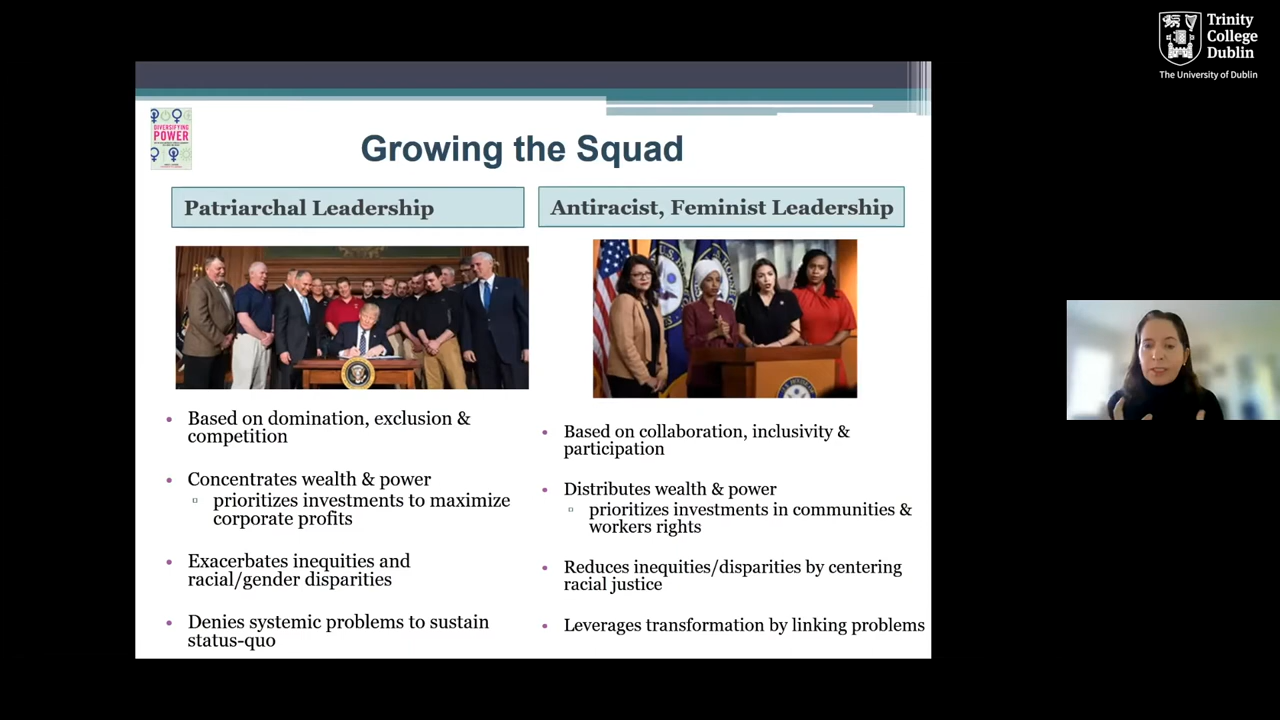 Trinity
College
Dublin
The University of Dublin
DIVERSIFYING
POWER
Growing the Squad
Patriarchal Leadership
• Based on domination, exclusion &
competition
• Concentrates wealth & power
▫ prioritizes investments to maximize
corporate profits
• Exacerbates inequities and
racial/gender disparities
• Denies systemic problems to sustain
status-quo
Antiracist, Feminist Leadership
• Based on collaboration, inclusivity &
participation
• Distributes wealth & power
▫ prioritizes investments in communities &
workers rights
• Reduces inequities/disparities by centering
racial justice
• Leverages transformation by linking problems